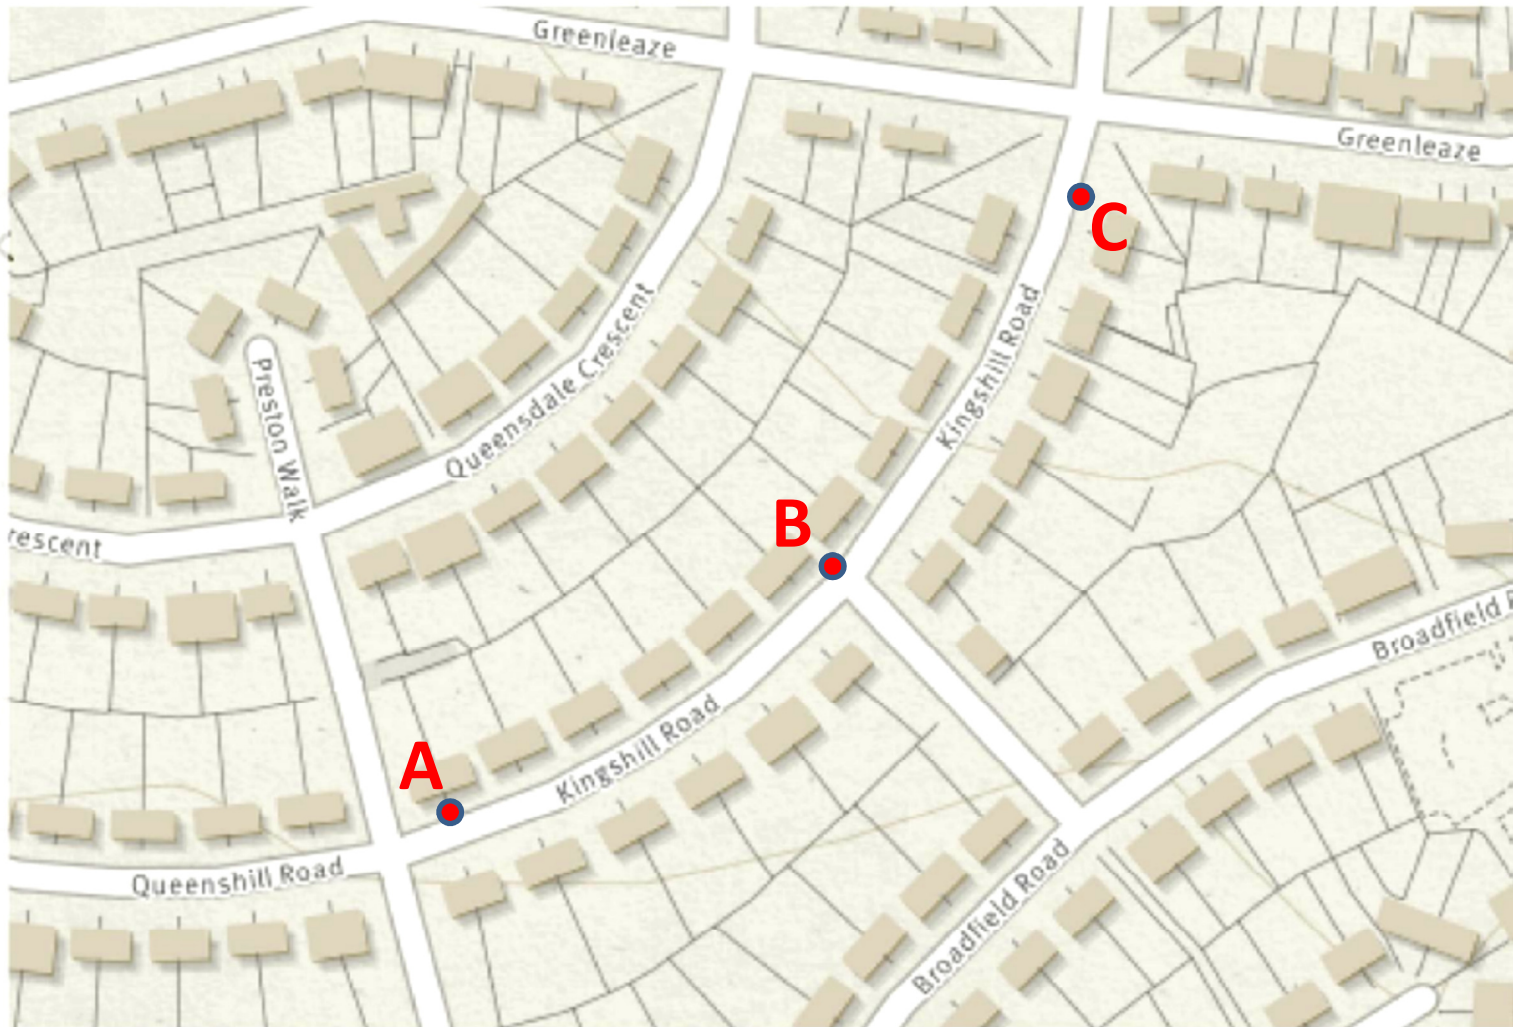 Greenleaze
Greenleaze
C
Kingshill Road
Queensdale Crescent
Preston Walk
B
rescent
Broadfield R
A
Kingshill Road
Queenshill Road
Broadfield Road